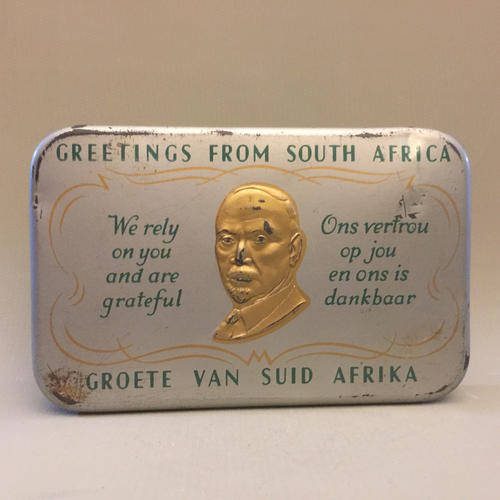 GREETINGS FROM SOUTH AFRICA
We rely
on you
and are
grateful
Ons vertrou
op jou
en ons is
dankbaar
GROETE VAN SUID AFRIKA